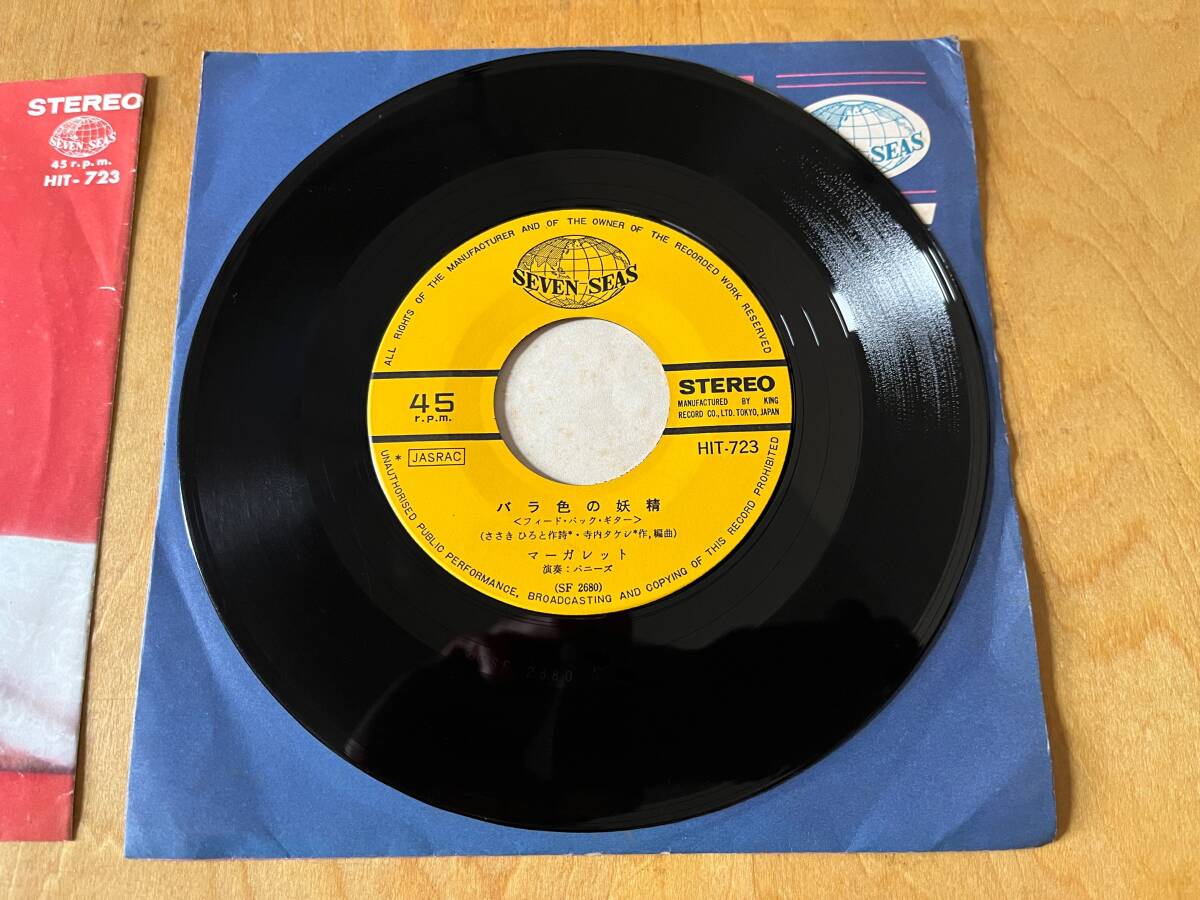 STEREO
SEVEN SEAS
45 r.p.m.
HIT-723
SEAS
ALL RIGHTS OF THE MANUFACTURER AND OF THE OWNER OF THE RECORDED WORK RESERVED
SEVEN SEAS
45
r.p.m.
STEREO
MANUFACTURED BY KING
RECORD CO., LTD. TOKYO, JAPAN
* JASRAC
HIT-723
バラ色の妖精
<フィード・バック・ギター>
(ささき ひろと作詩*・寺内タケシ*作,編曲)
マーガレット
演奏:バニーズ
(SF 2680)
UNAUTHORISED PUBLIC PERFORMANCE, BROADCASTING AND COPYING OF THIS RECORD PROHIBITED
2680